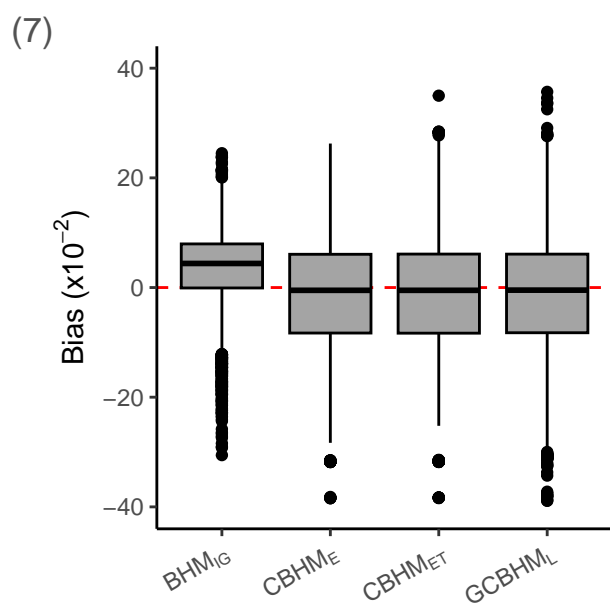 (7)
Bias (x10⁻²)
40
20
0
−20
−40
BHM_IG
CBHM_E
CBHM_ET
GCBHM_L